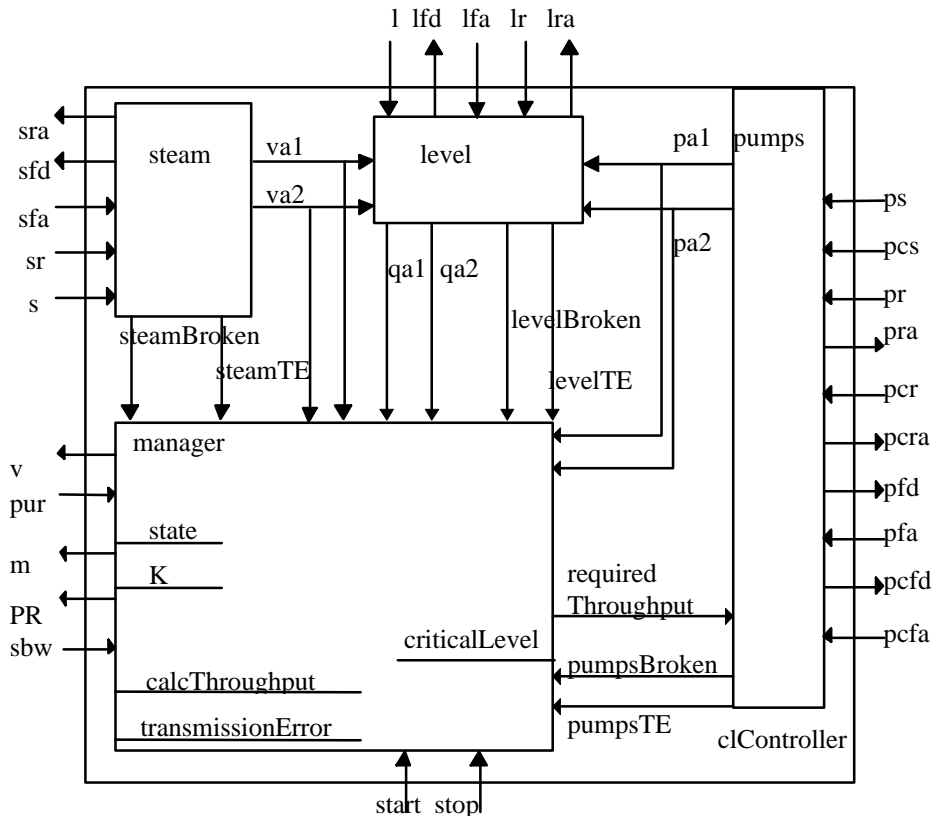 l lfd lfa lr lra
sra
steam
va1
level
pa1 pumps
sfd
va2
ps
sfa
pa2
pcs
sr
qa1 qa2
pr
s
steamBroken
levelBroken
pra
steamTE
levelTE
pcr
manager
pcra
v
pfd
pur
state
pfa
m
K
required
pcfd
PR
Throughput
sbw
criticalLevel
pcfa
pumpsBroken
calcThroughput
transmissionError
pumpsTE
clController
start stop